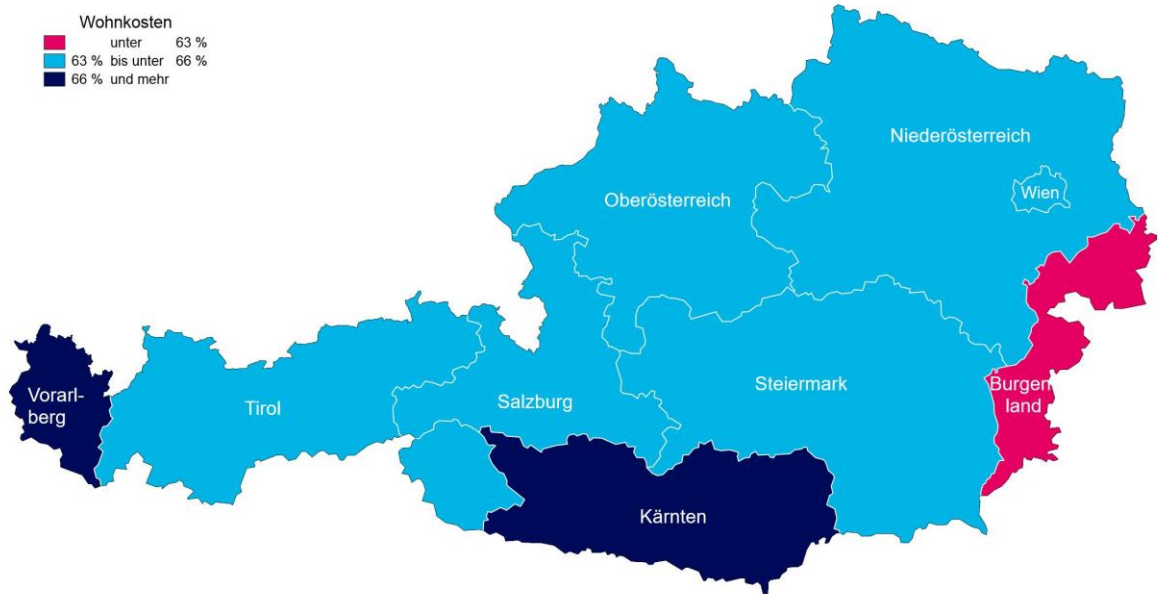 Wohnkosten
unter 63 %
63 % bis unter 66 %
66 % und mehr
Niederösterreich
Wien
Oberösterreich
Steiermark
Burgen
land
Vorarl-
berg
Tirol
Salzburg
Kärnten